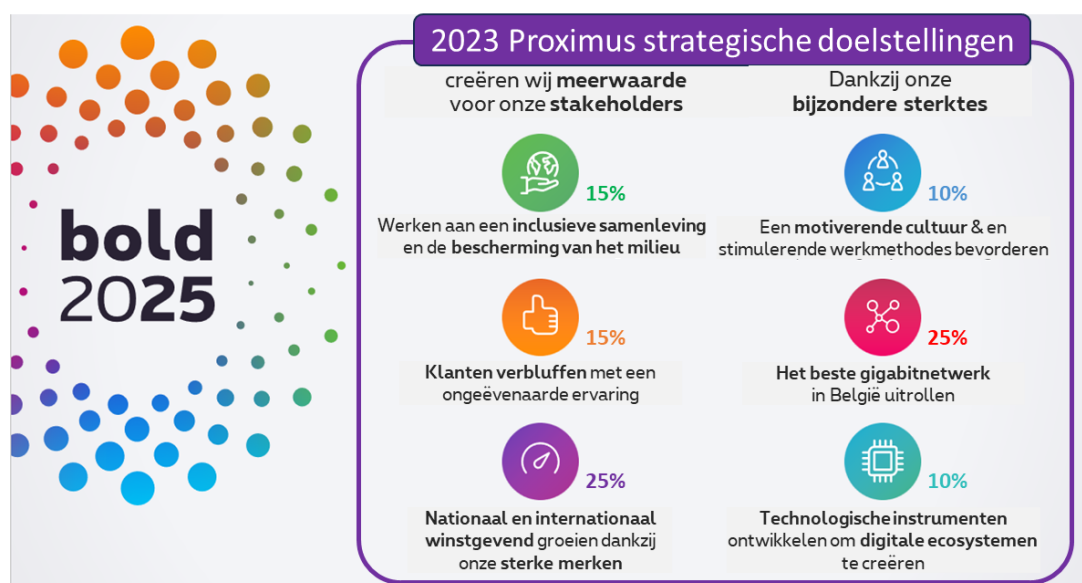 2023 Proximus strategische doelstellingen
bold
2025
creëren wij meerwaarde
voor onze stakeholders
15%
Werken aan een inclusieve samenleving
en de bescherming van het milieu
15%
Klanten verbluffen met een
ongeëvenaarde ervaring
25%
Nationaal en internationaal
winstgevend groeien dankzij
onze sterke merken
Dankzij onze
bijzondere sterktes
10%
Een motiverende cultuur & en
stimulerende werkmethodes bevorderen
25%
Het beste gigabitnetwerk
in België uitrollen
10%
Technologische instrumenten
ontwikkelen om digitale ecosystemen
te creëren